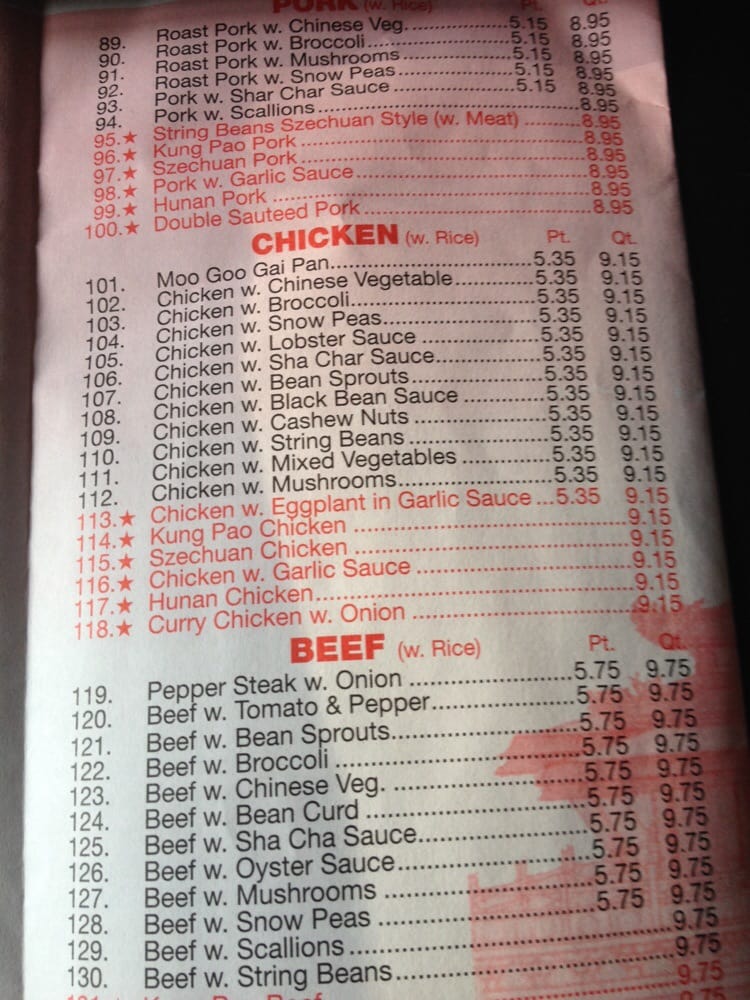 PORK (w. Rice) Pt. Qt.
89. Roast Pork w. Chinese Veg. 5.15 8.95
90. Roast Pork w. Broccoli 5.15 8.95
91. Roast Pork w. Mushrooms 5.15 8.95
92. Roast Pork w. Snow Peas 5.15 8.95
93. Pork w. Shar Char Sauce 5.15 8.95
94. Pork w. Scallions 8.95
95.★ String Beans Szechuan Style (w. Meat) 8.95
96.★ Kung Pao Pork 8.95
97.★ Szechuan Pork 8.95
98.★ Pork w. Garlic Sauce 8.95
99.★ Hunan Pork 8.95
100.★ Double Sauteed Pork 8.95
CHICKEN (w. Rice) Pt. Qt.
101. Moo Goo Gai Pan 5.35 9.15
102. Chicken w. Chinese Vegetable 5.35 9.15
103. Chicken w. Broccoli 5.35 9.15
104. Chicken w. Snow Peas 5.35 9.15
105. Chicken w. Lobster Sauce 5.35 9.15
106. Chicken w. Sha Char Sauce 5.35 9.15
107. Chicken w. Bean Sprouts 5.35 9.15
108. Chicken w. Black Bean Sauce 5.35 9.15
109. Chicken w. Cashew Nuts 5.35 9.15
110. Chicken w. String Beans 5.35 9.15
111. Chicken w. Mixed Vegetables 5.35 9.15
112. Chicken w. Mushrooms 5.35 9.15
113.★ Chicken w. Eggplant in Garlic Sauce 5.35 9.15
114.★ Kung Pao Chicken 9.15
115.★ Szechuan Chicken 9.15
116.★ Chicken w. Garlic Sauce 9.15
117.★ Hunan Chicken 9.15
118.★ Curry Chicken w. Onion 9.15
BEEF (w. Rice) Pt. Qt.
119. Pepper Steak w. Onion 5.75 9.75
120. Beef w. Tomato & Pepper 5.75 9.75
121. Beef w. Bean Sprouts 5.75 9.75
122. Beef w. Broccoli 5.75 9.75
123. Beef w. Chinese Veg. 5.75 9.75
124. Beef w. Bean Curd 5.75 9.75
125. Beef w. Sha Cha Sauce 5.75 9.75
126. Beef w. Oyster Sauce 5.75 9.75
127. Beef w. Mushrooms 5.75 9.75
128. Beef w. Snow Peas 5.75 9.75
129. Beef w. Scallions 9.75
130. Beef w. String Beans 9.75
131.★ Kung Pao Beef 9.75